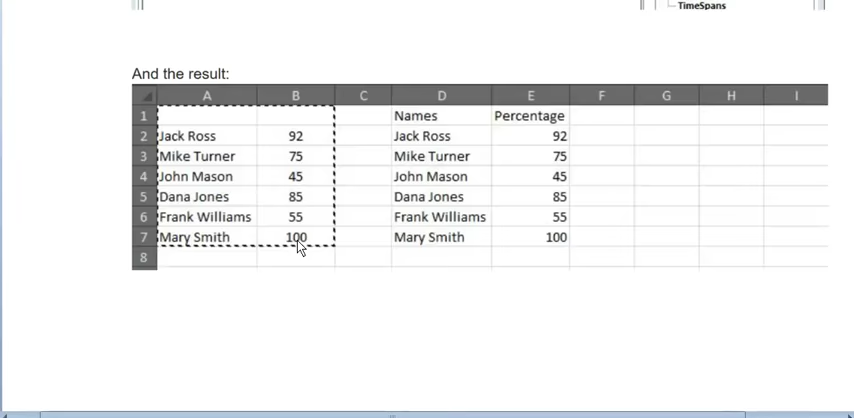 TimeSpans
And the result:
A B C D E F G H I
1 Names Percentage
2 Jack Ross 92 Jack Ross 92
3 Mike Turner 75 Mike Turner 75
4 John Mason 45 John Mason 45
5 Dana Jones 85 Dana Jones 85
6 Frank Williams 55 Frank Williams 55
7 Mary Smith 100 Mary Smith 100
8